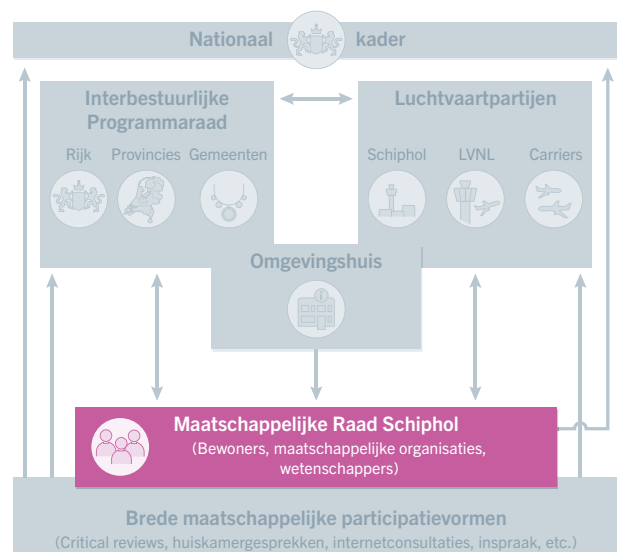 Nationaal kader
Interbestuurlijke
Programmaraad
Rijk Provincies Gemeenten
Luchtvaartpartijen
Schiphol LVNL Carriers
Omgevingshuis
Maatschappelijke Raad Schiphol
(Bewoners, maatschappelijke organisaties,
wetenschappers)
Brede maatschappelijke participatievormen
(Critical reviews, huiskamergesprekken, internetconsultaties, inspraak, etc.)